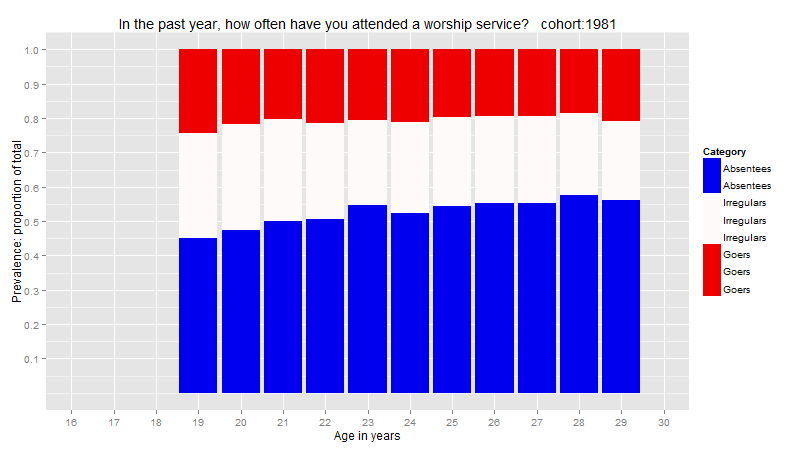 In the past year, how often have you attended a worship service?   cohort:1981
Prevalence: proportion of total
1.0
0.9
0.8
0.7
0.6
0.5
0.4
0.3
0.2
0.1
16 17 18 19 20 21 22 23 24 25 26 27 28 29 30
Age in years
Category
Absentees
Absentees
Irregulars
Irregulars
Irregulars
Goers
Goers
Goers